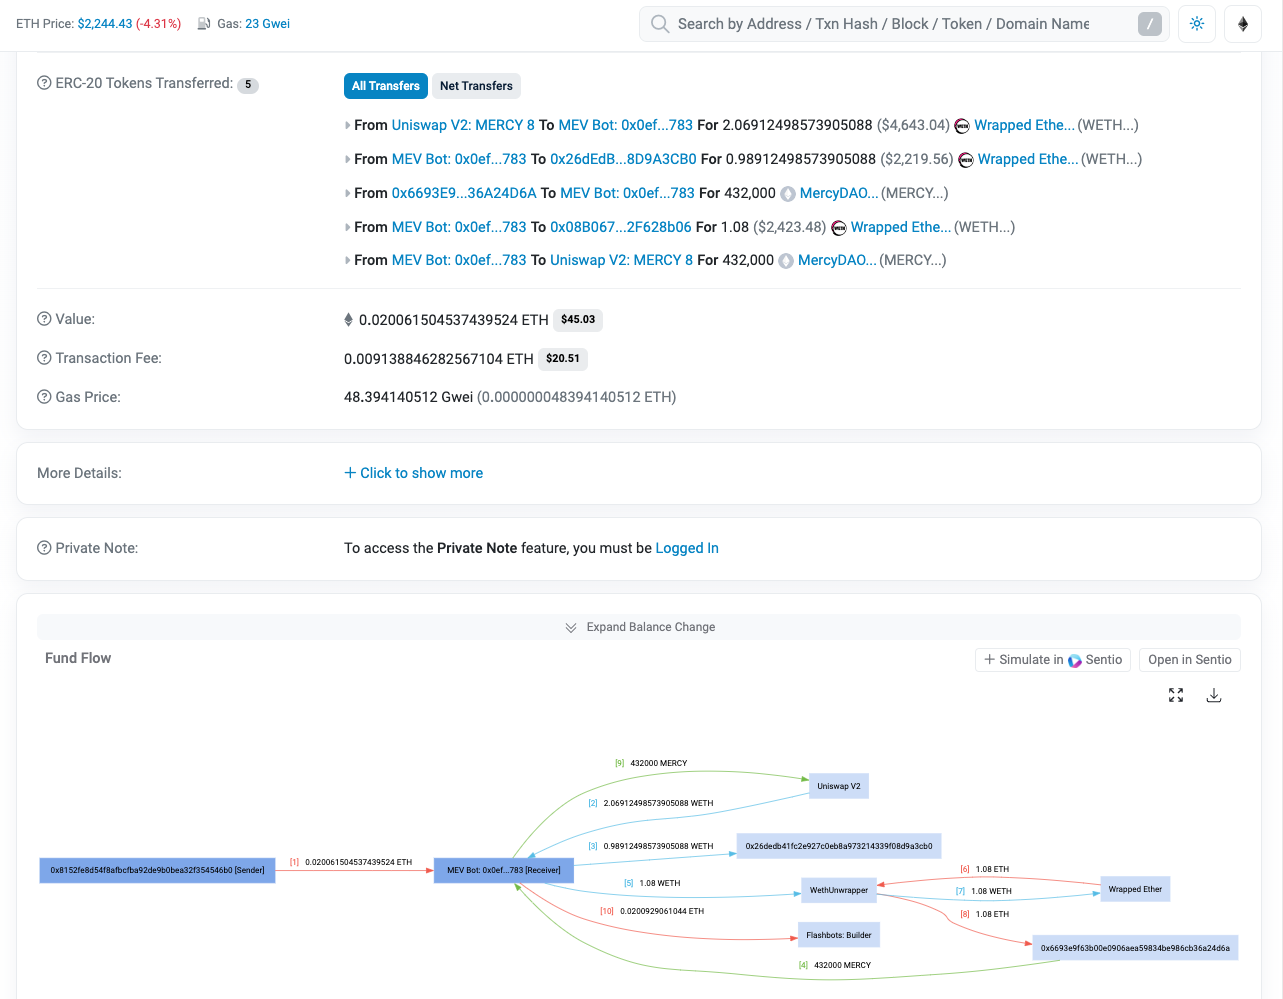 ETH Price: $2,244.43 (-4.31%) Gas: 23 Gwei
Search by Address / Txn Hash / Block / Token / Domain Name /
ERC-20 Tokens Transferred: 5
All Transfers Net Transfers
From Uniswap V2: MERCY 8 To MEV Bot: 0x0ef...783 For 2.06912498573905088 ($4,643.04) Wrapped Ethe... (WETH...)
From MEV Bot: 0x0ef...783 To 0x26dEdB...8D9A3CB0 For 0.98912498573905088 ($2,219.56) Wrapped Ethe... (WETH...)
From 0x6693E9...36A24D6A To MEV Bot: 0x0ef...783 For 432,000 MercyDAO... (MERCY...)
From MEV Bot: 0x0ef...783 To 0x08B067...2F628b06 For 1.08 ($2,423.48) Wrapped Ethe... (WETH...)
From MEV Bot: 0x0ef...783 To Uniswap V2: MERCY 8 For 432,000 MercyDAO... (MERCY...)
Value: 0.020061504537439524 ETH $45.03
Transaction Fee: 0.009138846282567104 ETH $20.51
Gas Price: 48.394140512 Gwei (0.000000048394140512 ETH)
More Details: + Click to show more
Private Note: To access the Private Note feature, you must be Logged In
Expand Balance Change
Fund Flow
+ Simulate in Sentio Open in Sentio
[9] 432000 MERCY
Uniswap V2
[2] 2.06912498573905088 WETH
[3] 0.98912498573905088 WETH
0x26dedb41fc2e927c0eb8a973214339f08d9a3cb0
[1] 0.020061504537439524 ETH
0x8152fe8d54f8afbcfba92de9b0bea32f354546b0 [Sender]
MEV Bot: 0x0ef...783 [Receiver]
[6] 1.08 ETH
[5] 1.08 WETH
WethUnwrapper
[7] 1.08 WETH
Wrapped Ether
[10] 0.0200929061044 ETH
[8] 1.08 ETH
Flashbots: Builder
0x6693e9f63b00e0906aea59834be986cb36a24d6a
[4] 432000 MERCY